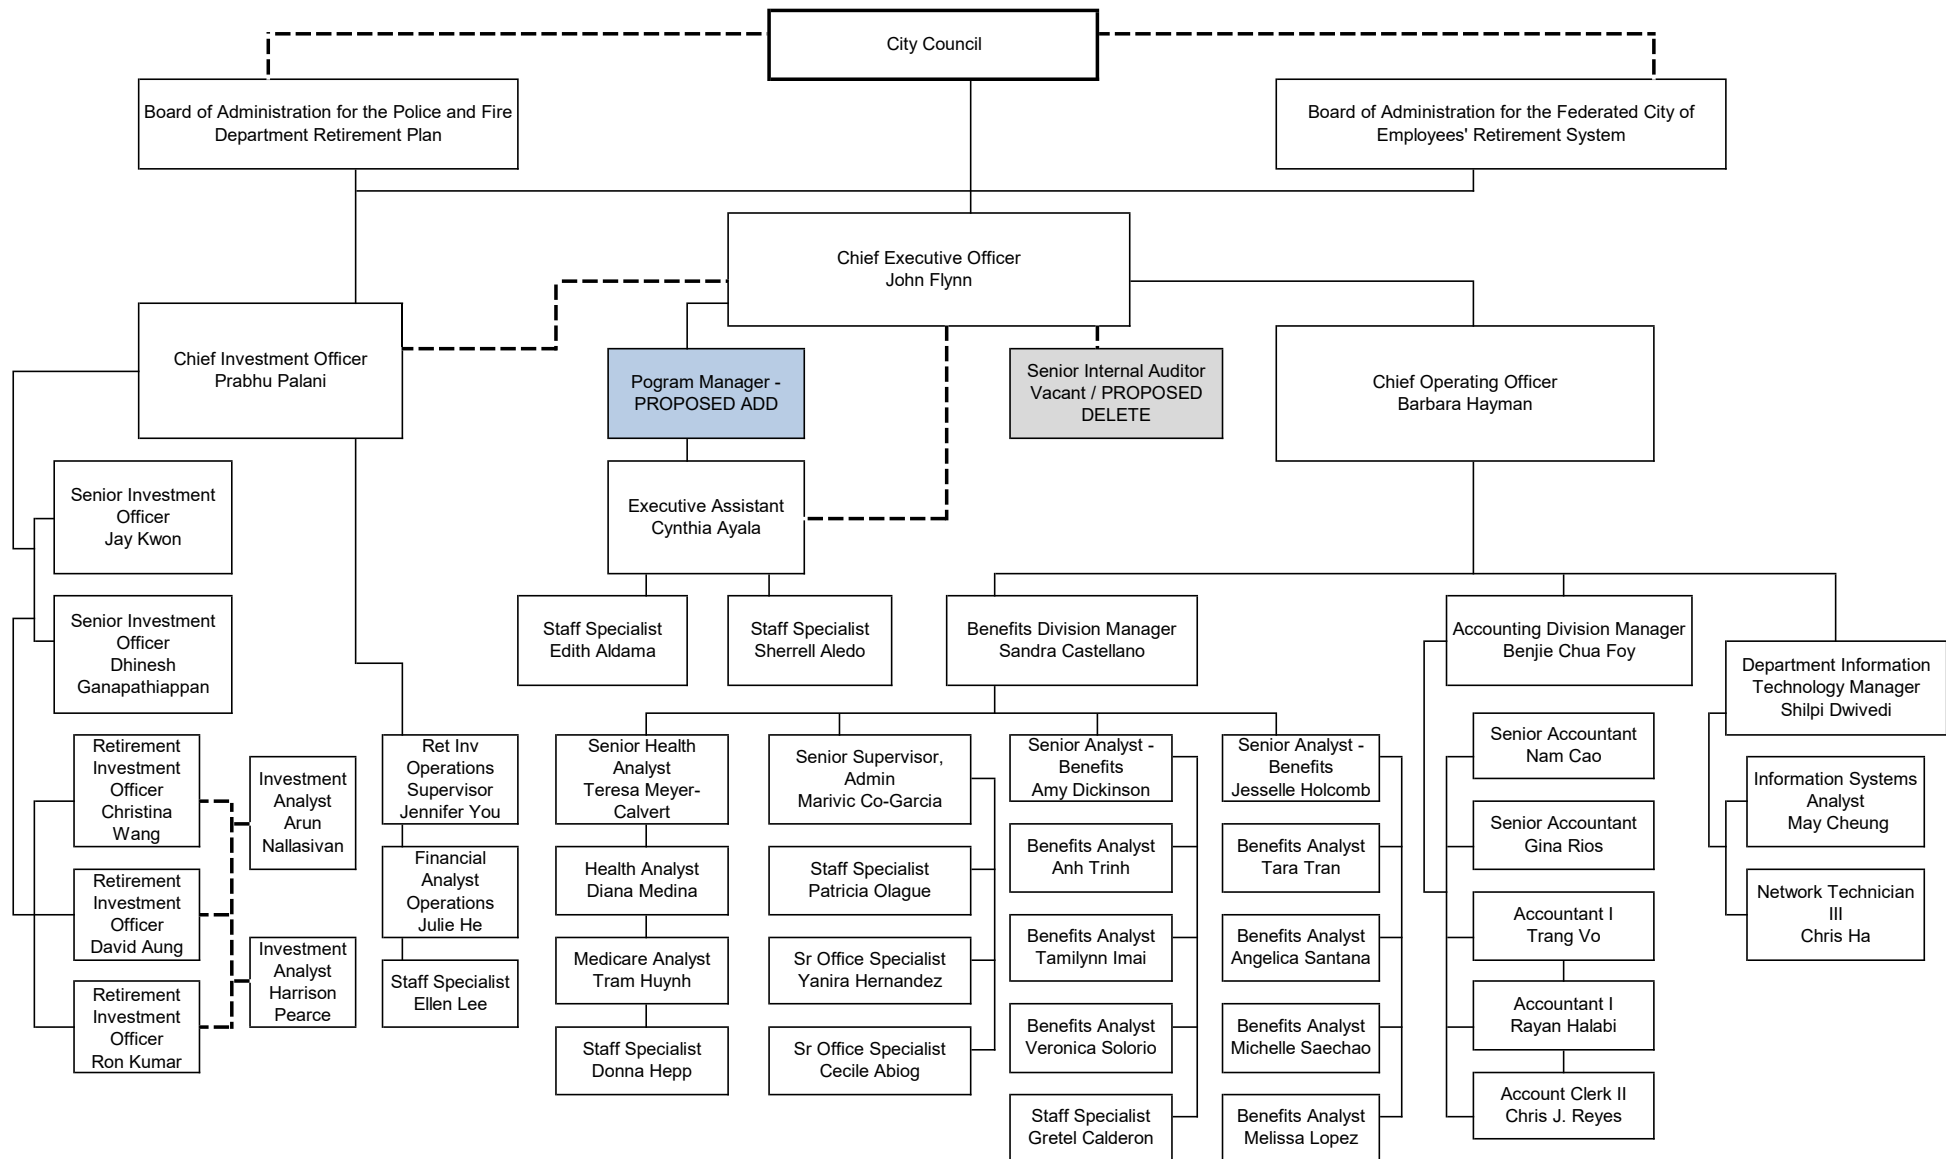 City Council
Board of Administration for the Police and Fire
Department Retirement Plan
Board of Administration for the Federated City of
Employees' Retirement System
Chief Executive Officer
John Flynn
Chief Investment Officer
Prabhu Palani
Pogram Manager -
PROPOSED ADD
Senior Internal Auditor
Vacant / PROPOSED
DELETE
Chief Operating Officer
Barbara Hayman
Senior Investment
Officer
Jay Kwon
Executive Assistant
Cynthia Ayala
Senior Investment
Officer
Dhinesh
Ganapathiappan
Staff Specialist
Edith Aldama
Staff Specialist
Sherrell Aledo
Benefits Division Manager
Sandra Castellano
Accounting Division Manager
Benjie Chua Foy
Department Information
Technology Manager
Shilpi Dwivedi
Retirement
Investment
Officer
Christina
Wang
Investment
Analyst
Arun
Nallasivan
Ret Inv
Operations
Supervisor
Jennifer You
Senior Health
Analyst
Teresa Meyer-
Calvert
Senior Supervisor,
Admin
Marivic Co-Garcia
Senior Analyst -
Benefits
Amy Dickinson
Senior Analyst -
Benefits
Jesselle Holcomb
Senior Accountant
Nam Cao
Information Systems
Analyst
May Cheung
Retirement
Investment
Officer
David Aung
Financial
Analyst
Operations
Julie He
Health Analyst
Diana Medina
Staff Specialist
Patricia Olague
Benefits Analyst
Anh Trinh
Benefits Analyst
Tara Tran
Senior Accountant
Gina Rios
Network Technician
III
Chris Ha
Investment
Analyst
Harrison
Pearce
Staff Specialist
Ellen Lee
Medicare Analyst
Tram Huynh
Sr Office Specialist
Yanira Hernandez
Benefits Analyst
Tamilynn Imai
Benefits Analyst
Angelica Santana
Accountant I
Trang Vo
Retirement
Investment
Officer
Ron Kumar
Staff Specialist
Donna Hepp
Sr Office Specialist
Cecile Abiog
Benefits Analyst
Veronica Solorio
Benefits Analyst
Michelle Saechao
Accountant I
Rayan Halabi
Staff Specialist
Gretel Calderon
Benefits Analyst
Melissa Lopez
Account Clerk II
Chris J. Reyes